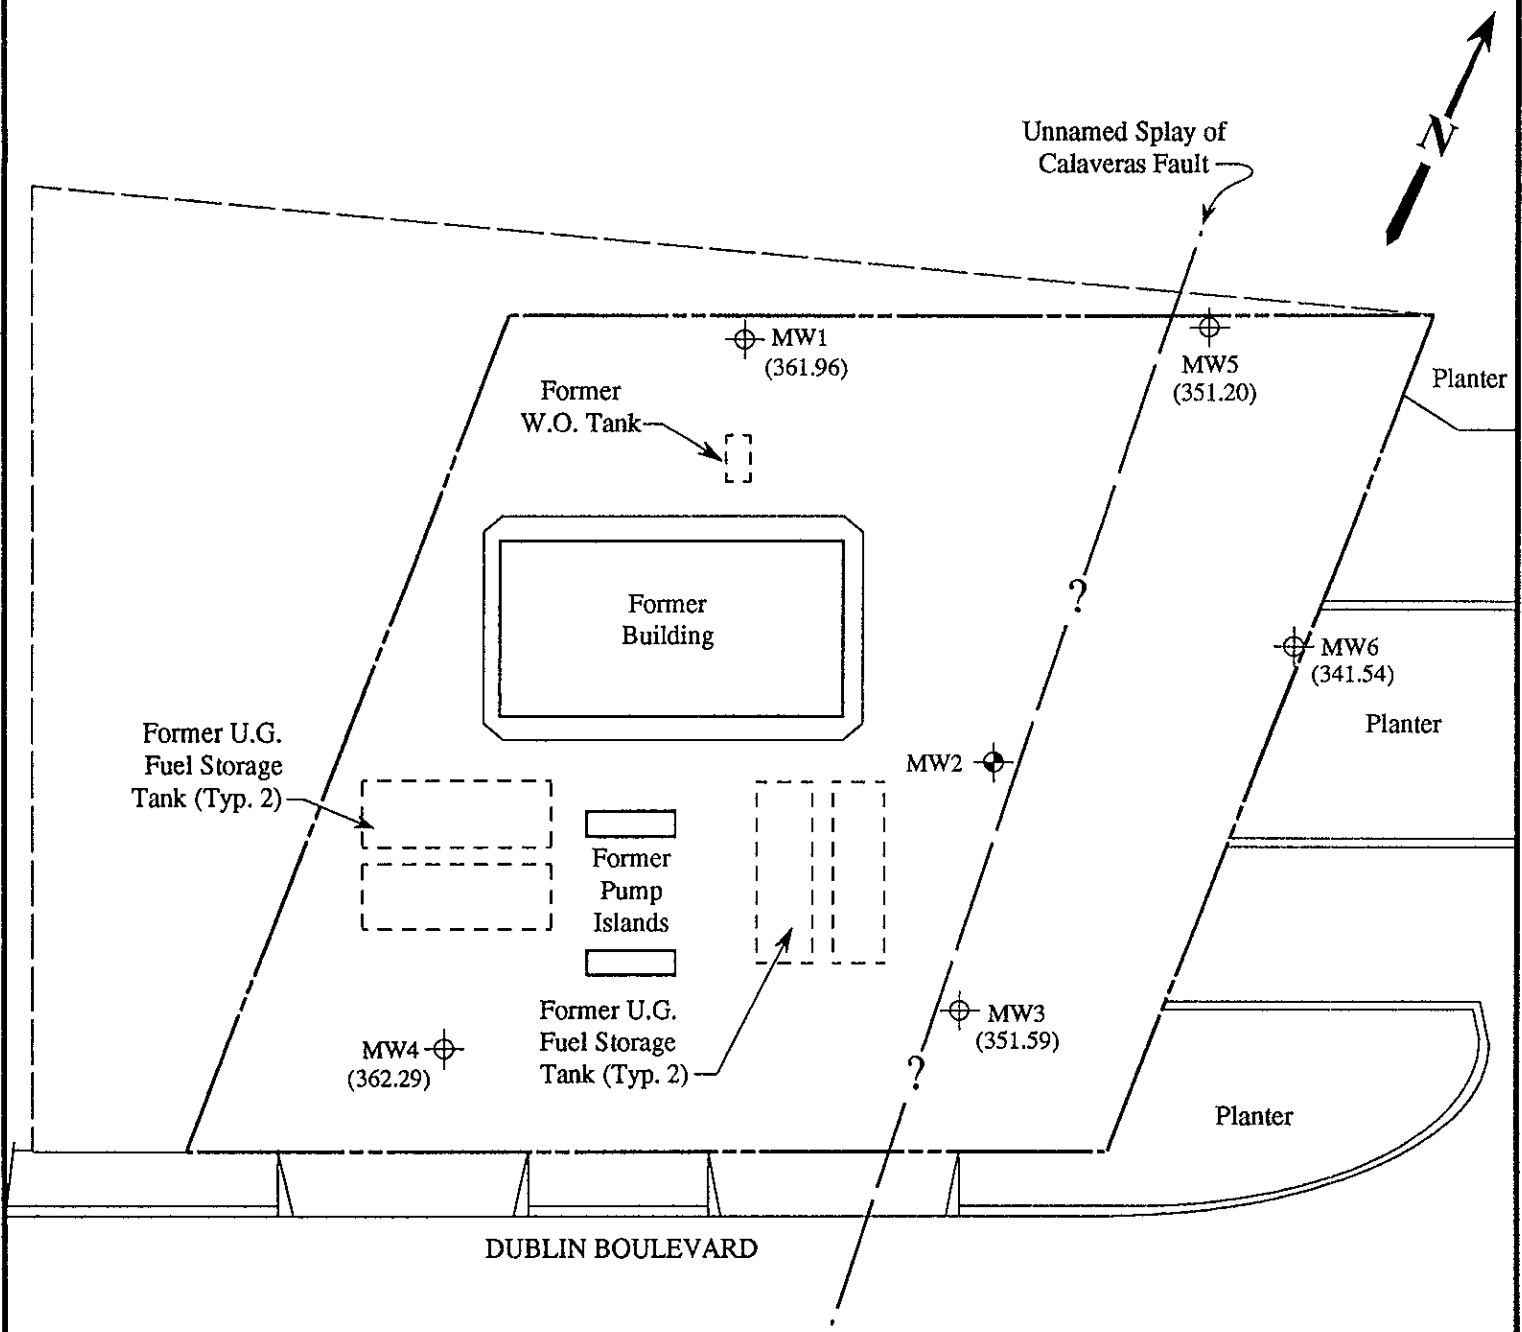 N
Unnamed Splay of
Calaveras Fault
MW1
(361.96)
MW5
(351.20)
Planter
Former
W.O. Tank
?
Former
Building
MW6
(341.54)
Planter
Former U.G.
Fuel Storage
Tank (Typ. 2)
MW2
Former
Pump
Islands
Former U.G.
Fuel Storage
Tank (Typ. 2)
MW3
(351.59)
MW4
(362.29)
?
Planter
DUBLIN BOULEVARD